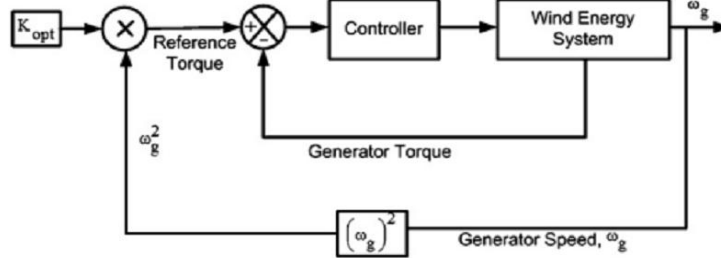 K_opt
×
Reference
Torque
+
-
Controller
Wind Energy
System
ω_g
ω_g^2
Generator Torque
(ω_g)^2
Generator Speed, ω_g